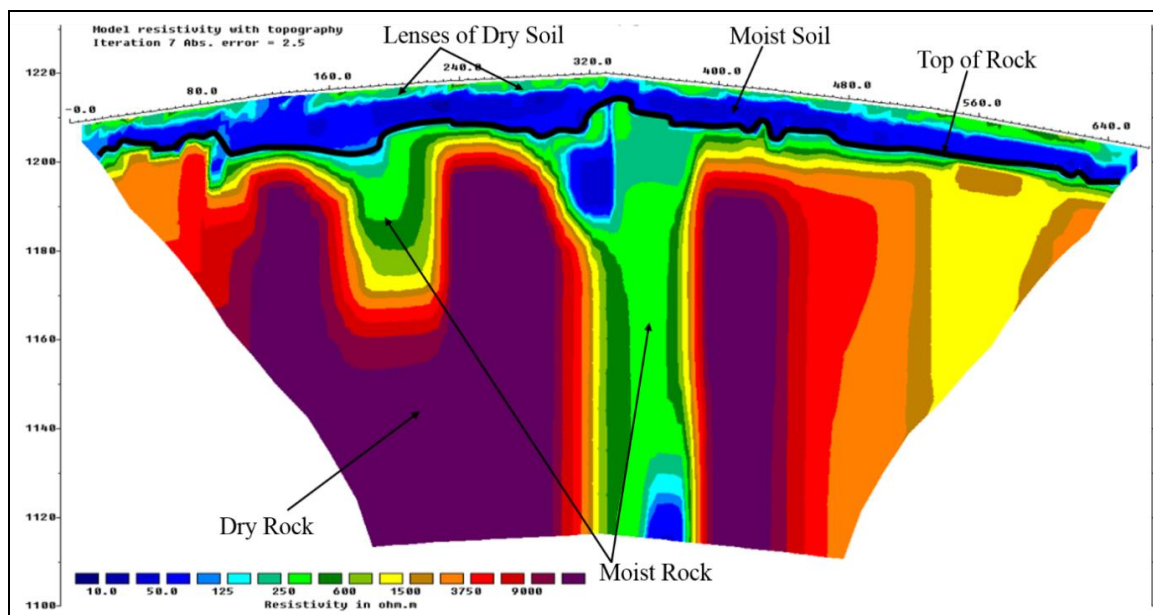 Model resistivity with topography
Iteration 7 Abs. error = 2.5
Lenses of Dry Soil
Moist Soil
Top of Rock
-0.0
80.0
160.0
240.0
320.0
400.0
480.0
560.0
640.0
1220
1200
1180
1160
1140
1120
1100
Dry Rock
Moist Rock
10.0 50.0 125 250 600 1500 3750 9000
Resistivity in ohm.m